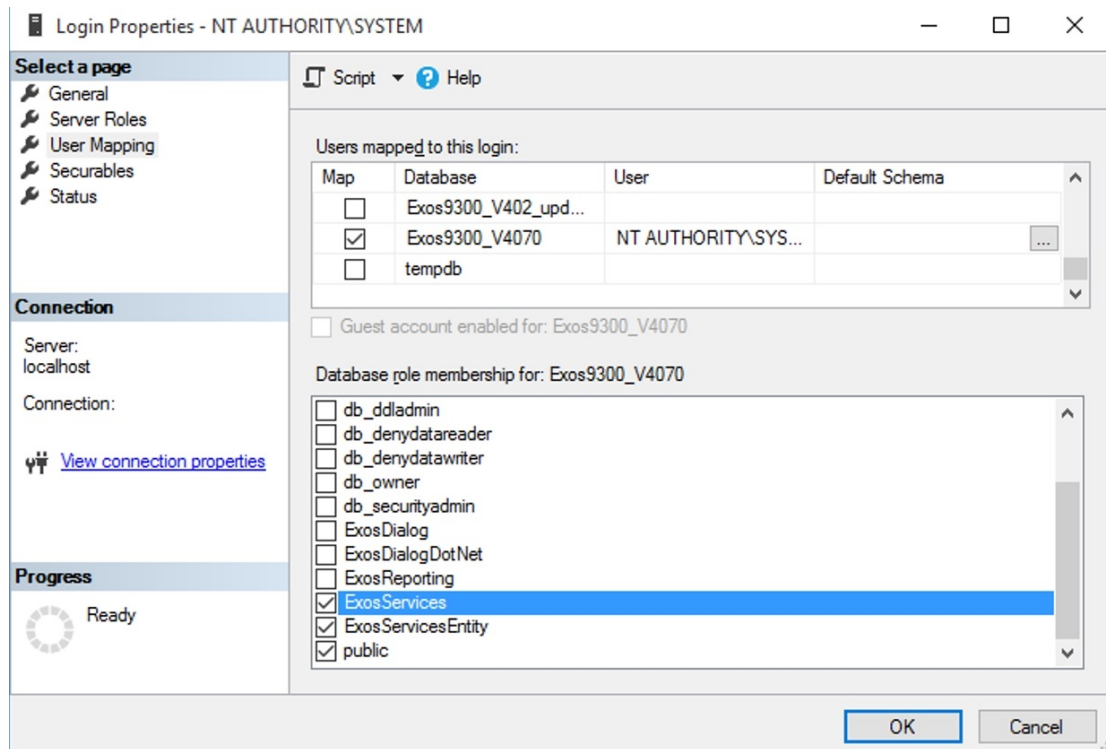 Login Properties - NT AUTHORITY\SYSTEM
Select a page
General
Server Roles
User Mapping
Securables
Status
Connection
Server:
localhost
Connection:
View connection properties
Progress
Ready
Script
Help
Users mapped to this login:
Map Database User Default Schema
Exos9300_V402_upd...
Exos9300_V4070 NT AUTHORITY\SYS... ...
tempdb
Guest account enabled for: Exos9300_V4070
Database role membership for: Exos9300_V4070
db_ddladmin
db_denydatareader
db_denydatawriter
db_owner
db_securityadmin
ExosDialog
ExosDialogDotNet
ExosReporting
ExosServices
ExosServicesEntity
public
OK Cancel